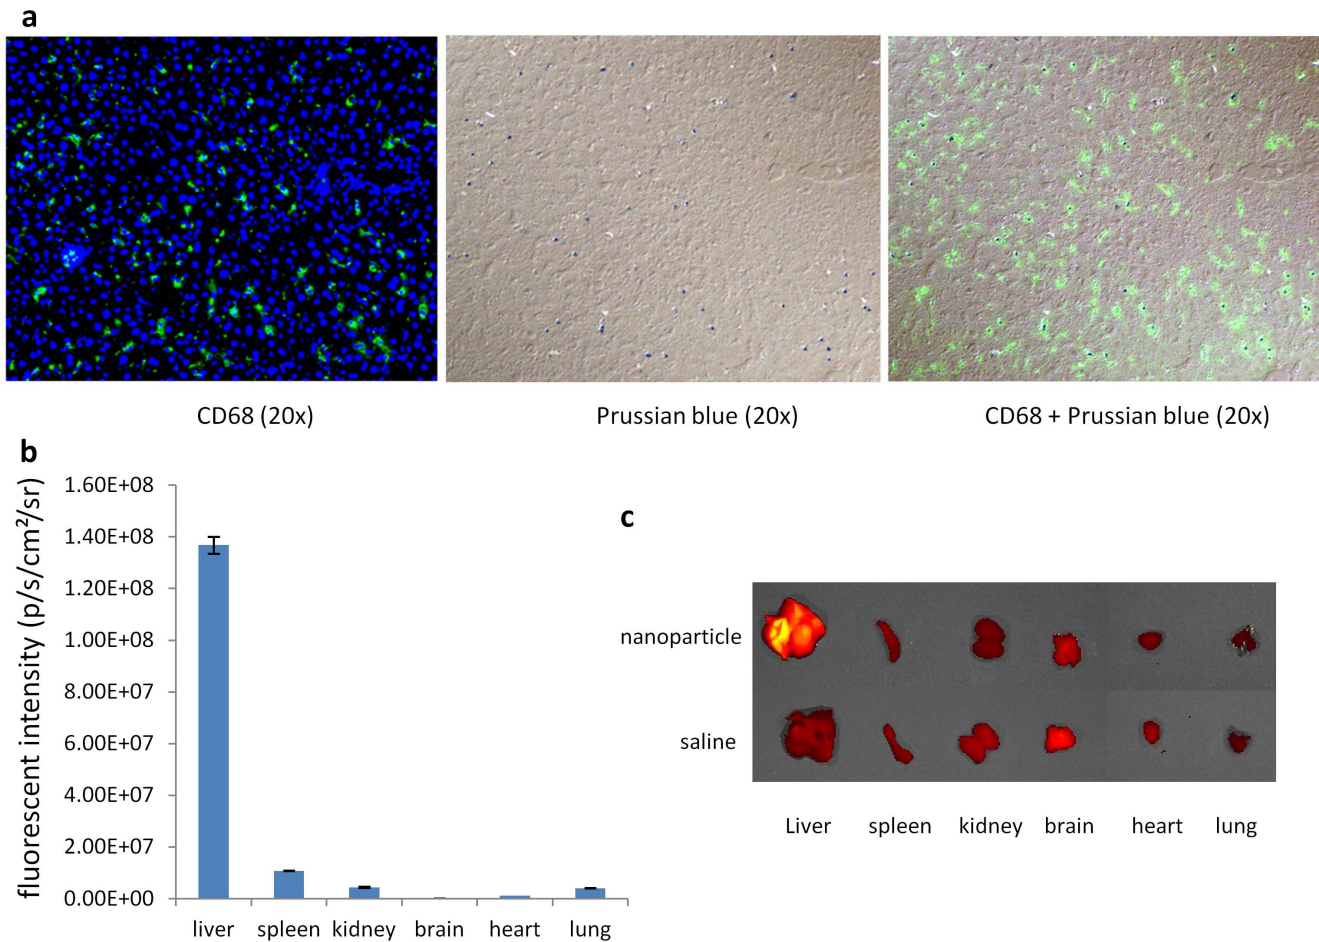 a
CD68 (20x)
Prussian blue (20x)
CD68 + Prussian blue (20x)
b
fluorescent intensity (p/s/cm²/sr)
1.60E+08
1.40E+08
1.20E+08
1.00E+08
8.00E+07
6.00E+07
4.00E+07
2.00E+07
0.00E+00
liver spleen kidney brain heart lung
c
nanoparticle
saline
Liver spleen kidney brain heart lung